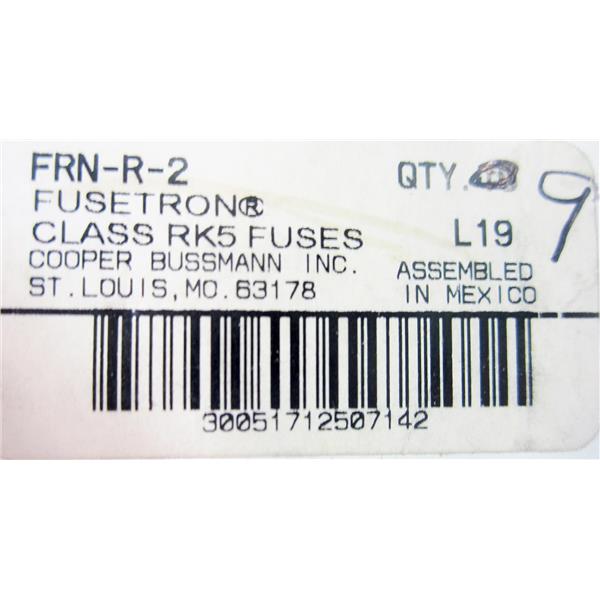 FRN-R-2 QTY. 9
FUSETRON®
CLASS RK5 FUSES L19
COOPER BUSSMANN INC. ASSEMBLED
ST. LOUIS, MO. 63178 IN MEXICO
30051712507142